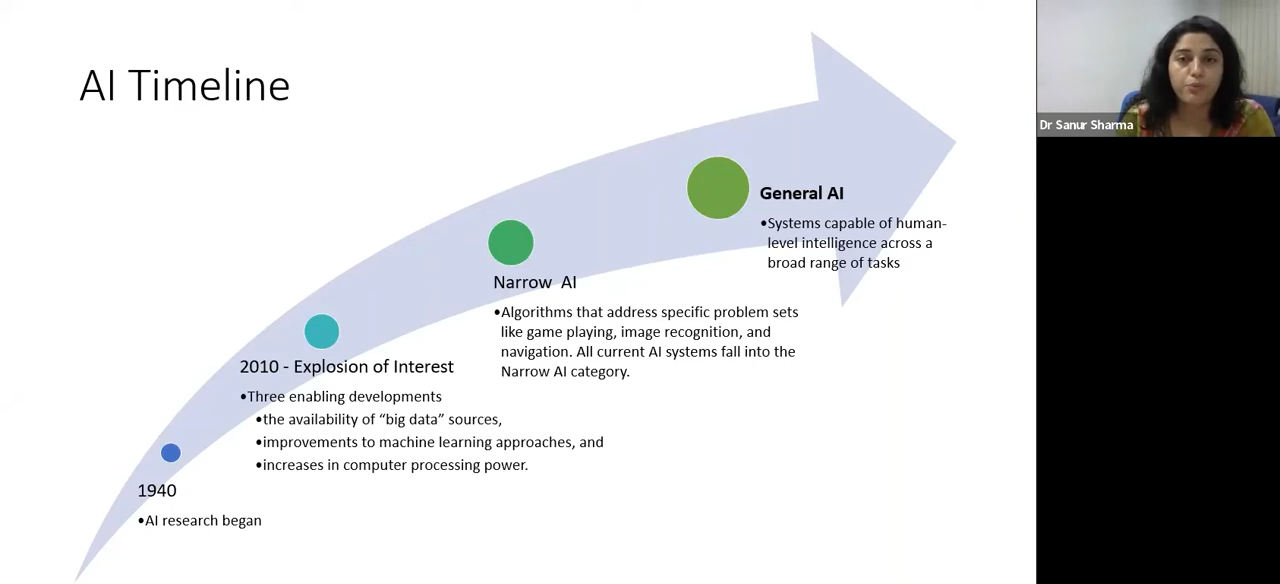 AI Timeline
Dr Sanur Sharma
General AI
•Systems capable of human-
level intelligence across a
broad range of tasks
Narrow  AI
•Algorithms that address specific problem sets
like game playing, image recognition, and
navigation. All current AI systems fall into the
Narrow AI category.
2010 - Explosion of Interest
•Three enabling developments
•the availability of “big data” sources,
•improvements to machine learning approaches, and
•increases in computer processing power.
1940
•AI research began